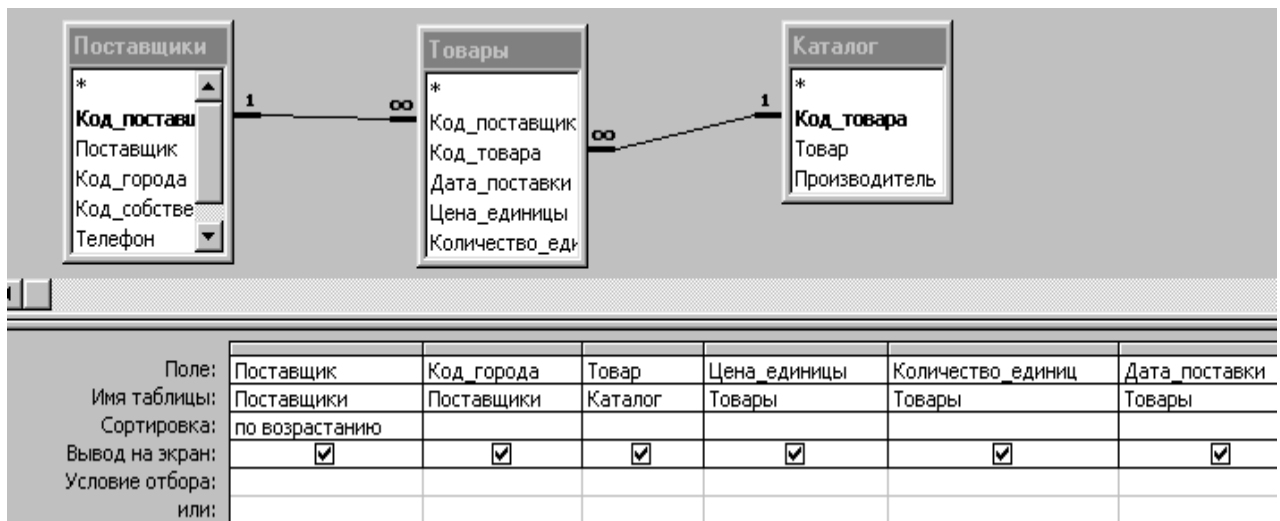 Поставщики
*
Код_постави
Поставщик
Код_города
Код_собстве
Телефон
1
∞
Товары
*
Код_поставщик
Код_товара
Дата_поставки
Цена_единицы
Количество_еди
∞
1
Каталог
*
Код_товара
Товар
Производитель
Поле: Поставщик Код_города Товар Цена_единицы Количество_единиц Дата_поставки
Имя таблицы: Поставщики Поставщики Каталог Товары Товары Товары
Сортировка: по возрастанию
Вывод на экран:
Условие отбора:
или: